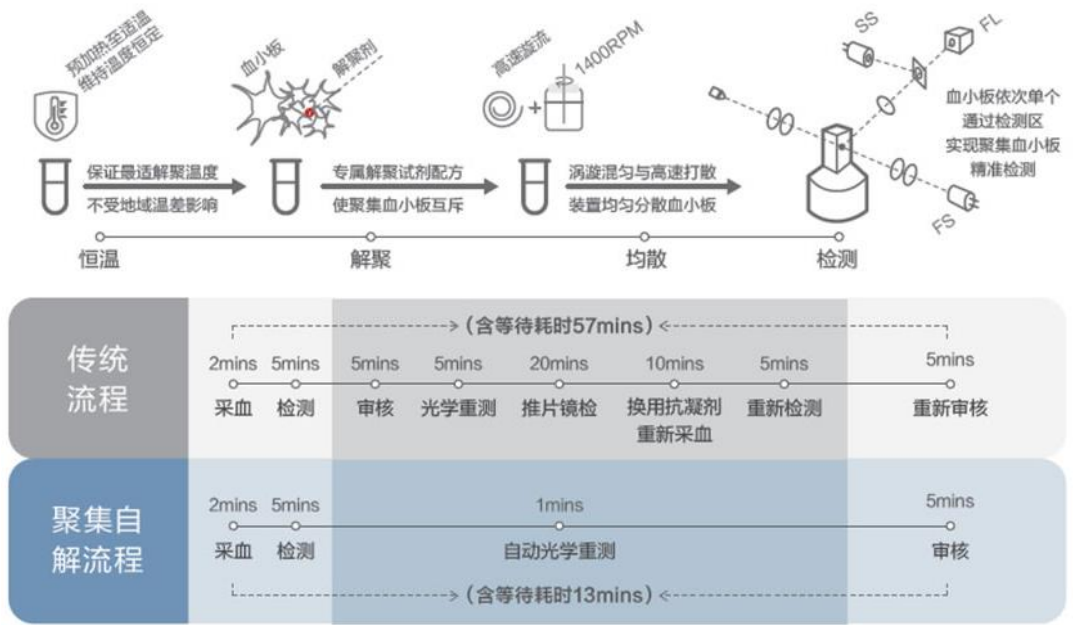 预加热至适温
维持温度恒定
血小板
解聚剂
高速旋流
1400RPM
SS
FL
FS
血小板依次单个
通过检测区
实现聚集血小板
精准检测
保证最适解聚温度
不受地域温差影响
专属解聚试剂配方
使聚集血小板互斥
涡漩混匀与高速打散
装置均匀分散血小板
恒温
解聚
均散
检测
传统
流程
(含等待耗时57mins)
2mins 5mins 5mins 5mins 20mins 10mins 5mins 5mins
采血 检测 审核 光学重测 推片镜检 换用抗凝剂 重新检测 重新审核
重新采血
聚集自
解流程
2mins 5mins 1mins 5mins
采血 检测 自动光学重测 审核
(含等待耗时13mins)